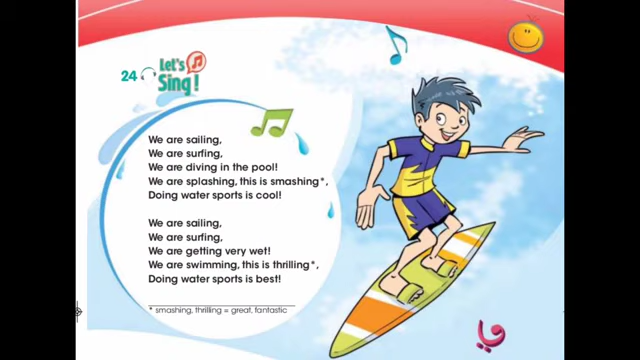 24
Let's
Sing!
We are sailing,
We are surfing,
We are diving in the pool!
We are splashing, this is smashing*,
Doing water sports is cool!
We are sailing,
We are surfing,
We are getting very wet!
We are swimming, this is thrilling*,
Doing water sports is best!
* smashing, thrilling = great, fantastic